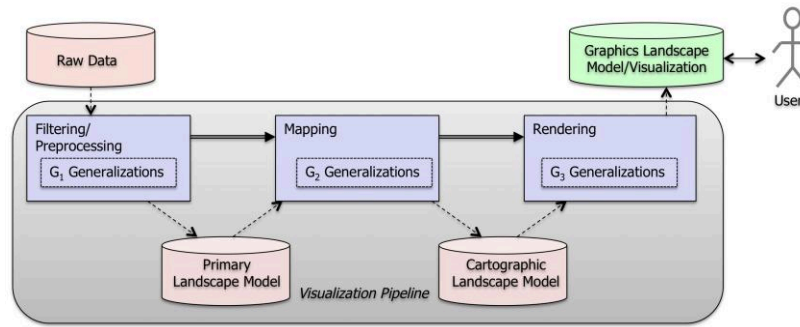 Raw Data
Graphics Landscape
Model/Visualization
User
Filtering/
Preprocessing
G₁ Generalizations
Mapping
G₂ Generalizations
Rendering
G₃ Generalizations
Primary
Landscape Model
Cartographic
Landscape Model
Visualization Pipeline